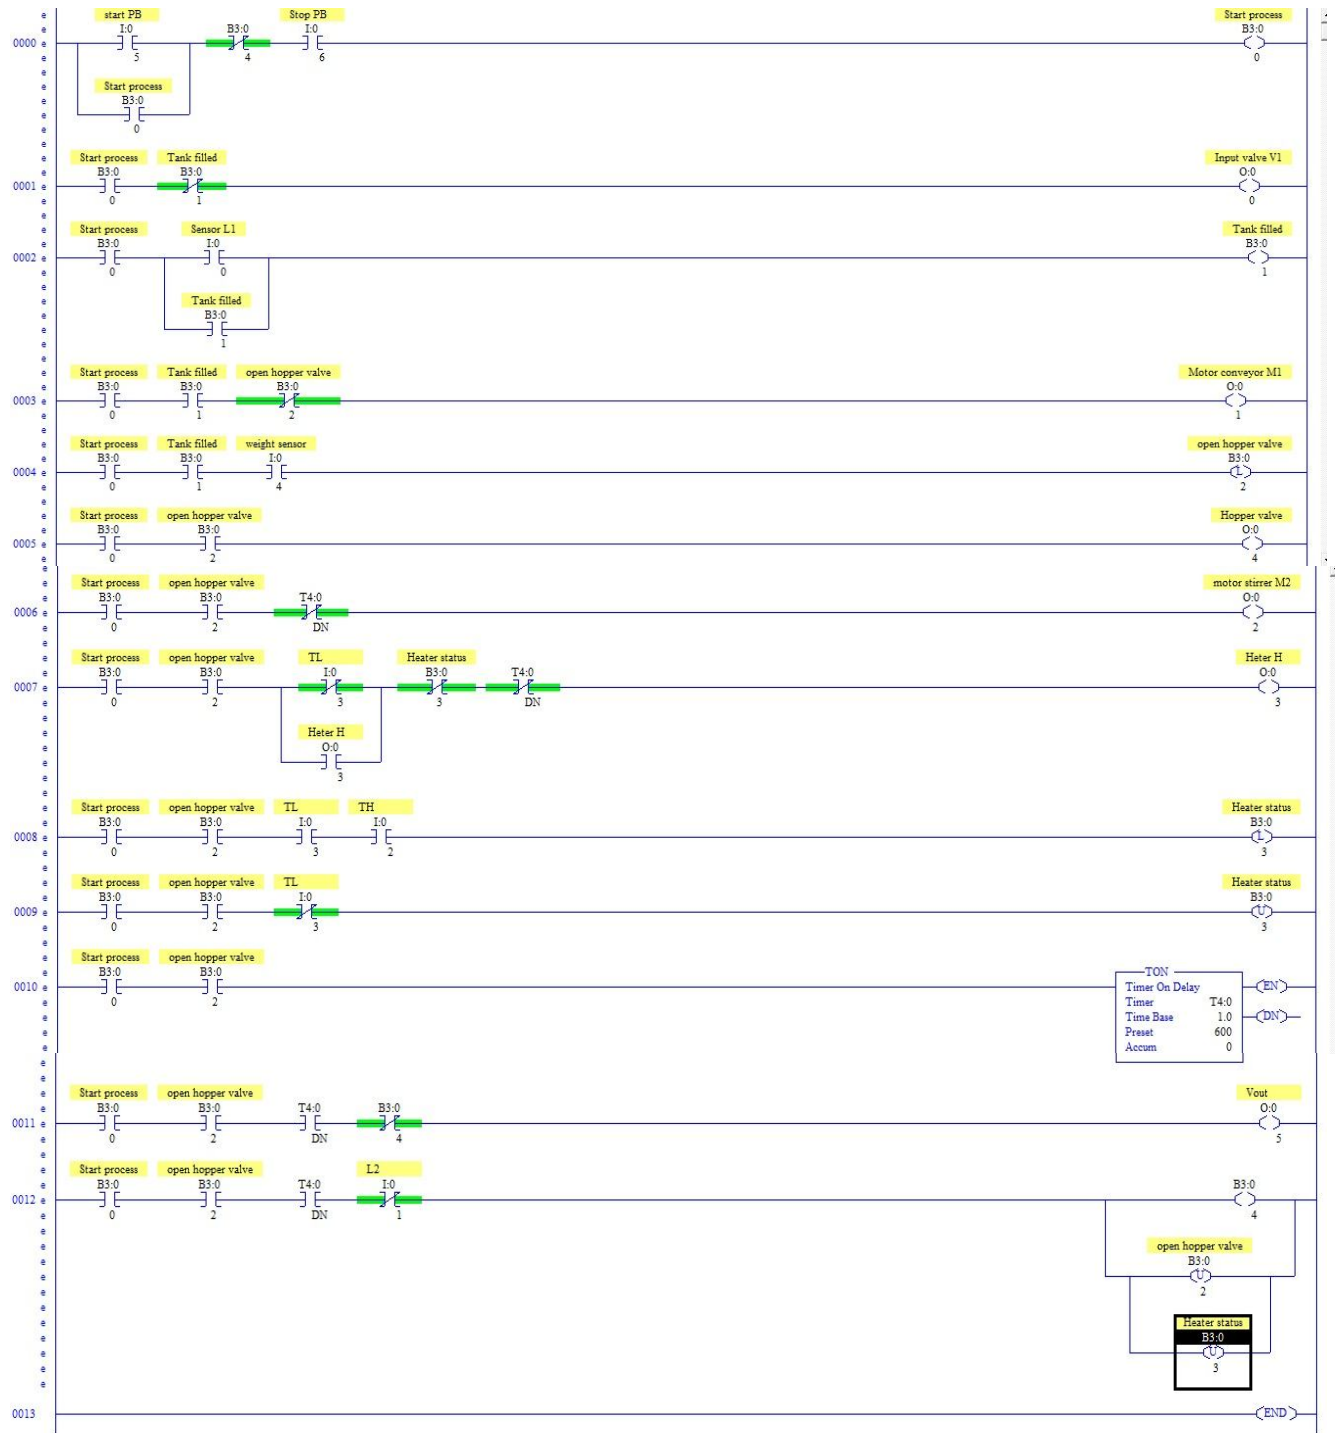 start PB Stop PB Start process
I:0 B3:0 I:0 B3:0
0000
5 4 6 0
Start process
B3:0
0
Start process Tank filled Input valve V1
B3:0 B3:0 O:0
0001
0 1 0
Start process Sensor L1 Tank filled
B3:0 I:0 B3:0
0002
0 0 1
Tank filled
B3:0
1
Start process Tank filled open hopper valve Motor conveyor M1
B3:0 B3:0 B3:0 O:0
0003
0 1 2 1
Start process Tank filled weight sensor open hopper valve
B3:0 B3:0 I:0 B3:0
0004 L
0 1 4 2
Start process open hopper valve Hopper valve
B3:0 B3:0 O:0
0005
0 2 4
Start process open hopper valve motor stirrer M2
B3:0 B3:0 T4:0 O:0
0006
0 2 DN 2
Start process open hopper valve TL Heater status Heter H
B3:0 B3:0 I:0 B3:0 T4:0 O:0
0007
0 2 3 3 DN 3
Heter H
O:0
3
Start process open hopper valve TL TH Heater status
B3:0 B3:0 I:0 I:0 B3:0
0008 L
0 2 3 2 3
Start process open hopper valve TL Heater status
B3:0 B3:0 I:0 B3:0
0009 U
0 2 3 3
Start process open hopper valve
B3:0 B3:0 TON
0010 Timer On Delay EN
0 2 Timer T4:0
Time Base 1.0 DN
Preset 600
Accum 0
Start process open hopper valve Vout
B3:0 B3:0 T4:0 B3:0 O:0
0011
0 2 DN 4 5
Start process open hopper valve L2
B3:0 B3:0 T4:0 I:0 B3:0
0012
0 2 DN 1 4
open hopper valve
B3:0
U
2
Heater status
B3:0
U
3
0013 END